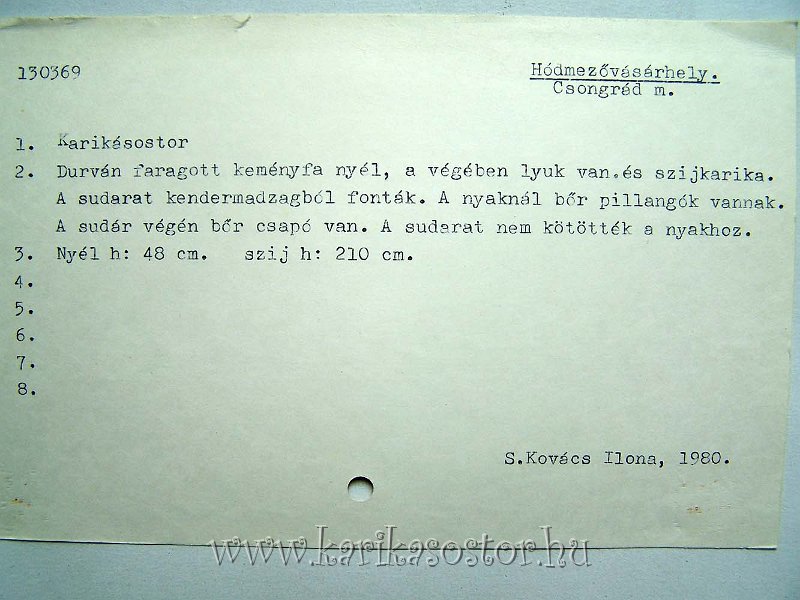 130369
Hódmezővásárhely.
Csongrád m.
1. Karikásostor
2. Durván faragott keményfa nyél, a végében lyuk van.és szijkarika.
A sudarat kendermadzagból fonták. A nyaknál bőr pillangók vannak.
A sudár végén bőr csapó van. A sudarat nem kötötték a nyakhoz.
3. Nyél h: 48 cm. szij h: 210 cm.
4.
5.
6.
7.
8.
S.Kovács Ilona, 1980.
www.karikasostor.hu